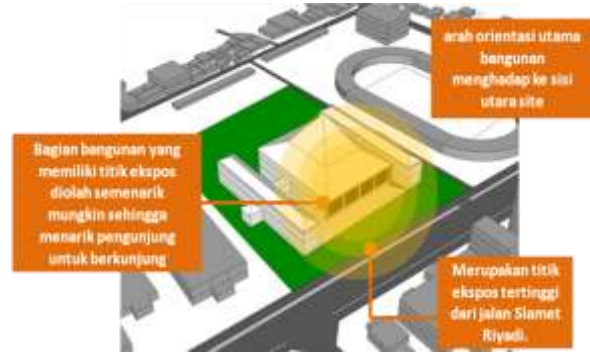 arah orientasi utama
bangunan
menghadap ke sisi
utara site
Bagian bangunan yang
memiliki titik ekspos
diolah semenarik
mungkin sehingga
menarik pengunjung
untuk berkunjung
Merupakan titik
ekspos tertinggi
dari jalan Slamet
Riyadi.